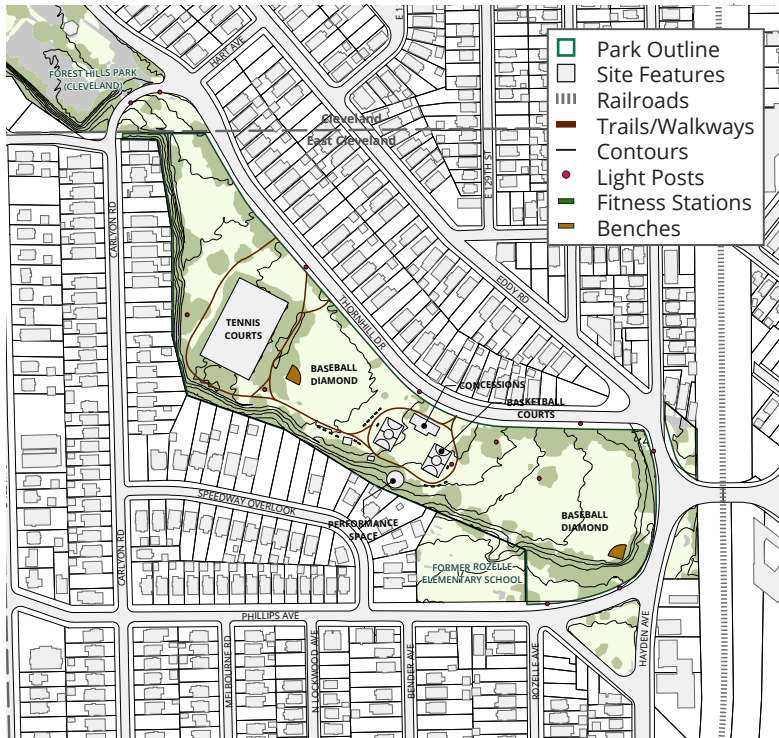 FOREST HILLS PARK
(CLEVELAND)
HART AVE
E 1
Cleveland
East Cleveland
E 129TH ST
Park Outline
Site Features
Railroads
Trails/Walkways
Contours
Light Posts
Fitness Stations
Benches
CARLYON RD
EDDY RD
THORNHILL DR
TENNIS
COURTS
BASEBALL
DIAMOND
CONCESSIONS
BASKETBALL
COURTS
SPEEDWAY OVERLOOK
PERFORMANCE
SPACE
BASEBALL
DIAMOND
CARLYON RD
FORMER ROZELLE
ELEMENTARY SCHOOL
PHILLIPS AVE
MELBOURNE RD
N LOCKWOOD AVE
BENDER AVE
ROZELLE AVE
HAYDEN AVE